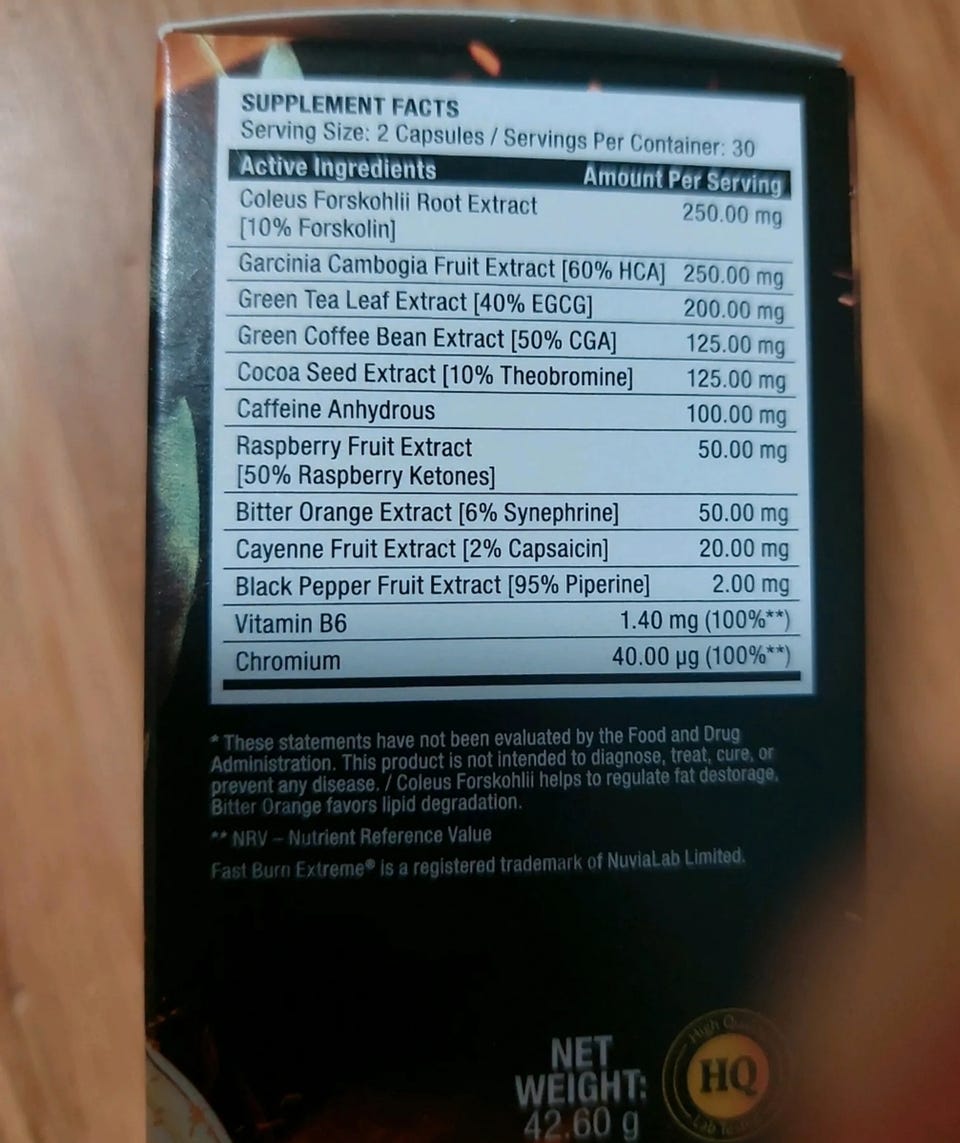 SUPPLEMENT FACTS
Serving Size: 2 Capsules / Servings Per Container: 30
Active Ingredients Amount Per Serving
Coleus Forskohlii Root Extract 250.00 mg
[10% Forskolin]
Garcinia Cambogia Fruit Extract [60% HCA] 250.00 mg
Green Tea Leaf Extract [40% EGCG] 200.00 mg
Green Coffee Bean Extract [50% CGA] 125.00 mg
Cocoa Seed Extract [10% Theobromine] 125.00 mg
Caffeine Anhydrous 100.00 mg
Raspberry Fruit Extract 50.00 mg
[50% Raspberry Ketones]
Bitter Orange Extract [6% Synephrine] 50.00 mg
Cayenne Fruit Extract [2% Capsaicin] 20.00 mg
Black Pepper Fruit Extract [95% Piperine] 2.00 mg
Vitamin B6 1.40 mg (100%**)
Chromium 40.00 µg (100%**)
* These statements have not been evaluated by the Food and Drug
Administration. This product is not intended to diagnose, treat, cure, or
prevent any disease. / Coleus Forskohlii helps to regulate fat destorage,
Bitter Orange favors lipid degradation.
** NRV – Nutrient Reference Value
Fast Burn Extreme® is a registered trademark of NuviaLab Limited.
NET
WEIGHT:
42.60 g
High
HQ
Lab